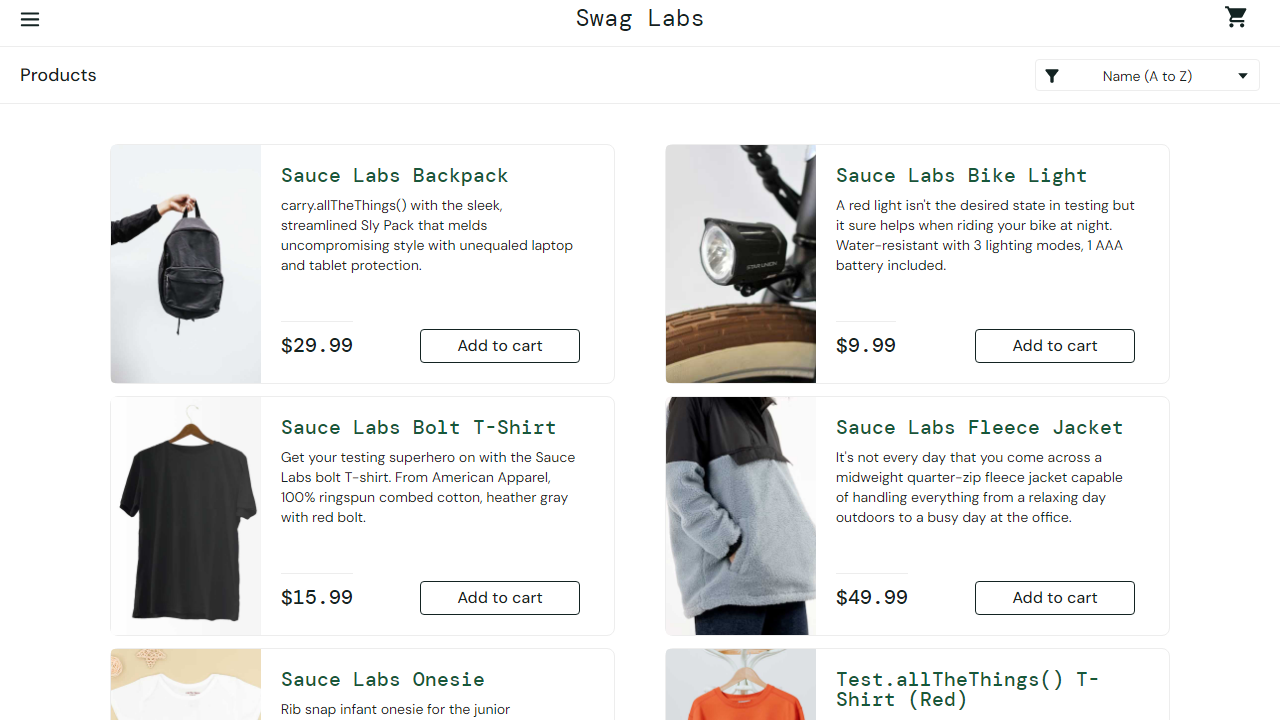 Swag Labs
Products
Name (A to Z)
Sauce Labs Backpack
carry.allTheThings() with the sleek,
streamlined Sly Pack that melds
uncompromising style with unequaled laptop
and tablet protection.
$29.99
Add to cart
Sauce Labs Bike Light
A red light isn't the desired state in testing but
it sure helps when riding your bike at night.
Water-resistant with 3 lighting modes, 1 AAA
battery included.
$9.99
Add to cart
Sauce Labs Bolt T-Shirt
Get your testing superhero on with the Sauce
Labs bolt T-shirt. From American Apparel,
100% ringspun combed cotton, heather gray
with red bolt.
$15.99
Add to cart
Sauce Labs Fleece Jacket
It's not every day that you come across a
midweight quarter-zip fleece jacket capable
of handling everything from a relaxing day
outdoors to a busy day at the office.
$49.99
Add to cart
Sauce Labs Onesie
Rib snap infant onesie for the junior
Test.allTheThings() T-
Shirt (Red)